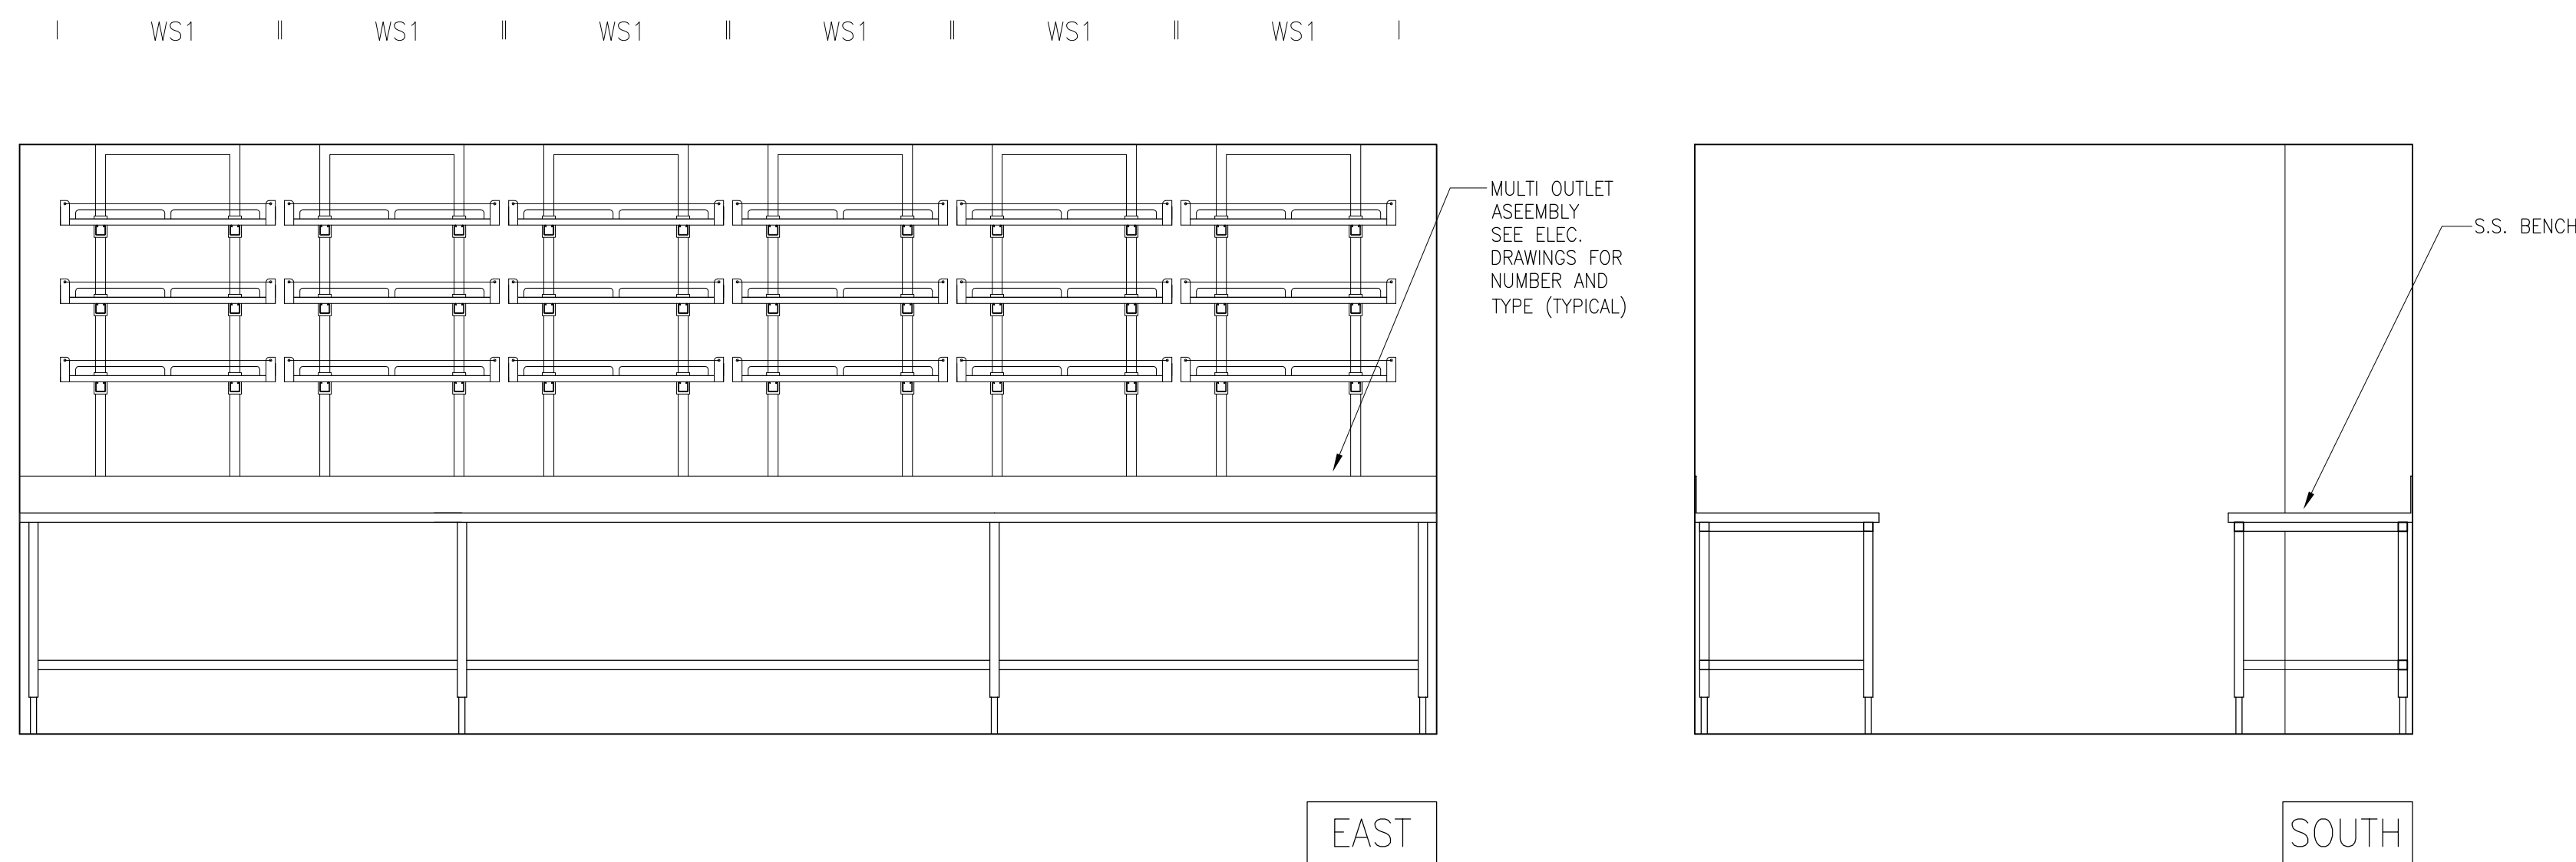 WS1 WS1 WS1 WS1 WS1 WS1
MULTI OUTLET
ASEEMBLY
SEE ELEC.
DRAWINGS FOR
NUMBER AND
TYPE (TYPICAL)
S.S. BENCH
EAST
SOUTH